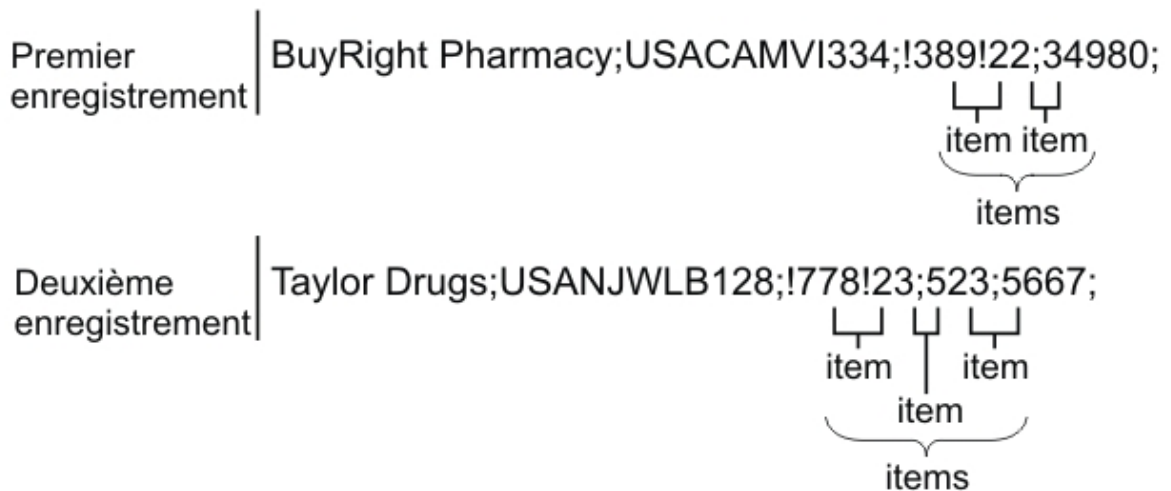 Premier
enregistrement
BuyRight Pharmacy;USACAMVI334;!389!22;34980;
item item
items
Deuxième
enregistrement
Taylor Drugs;USANJWLB128;!778!23;523;5667;
item item
item
items